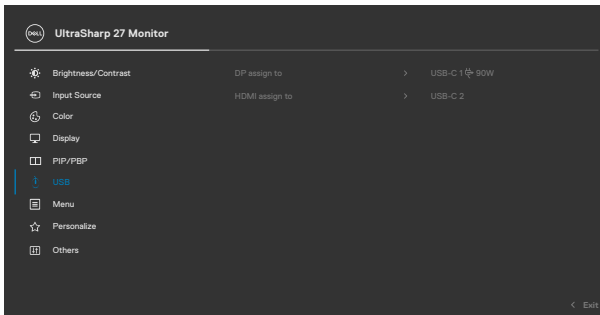 DELL UltraSharp 27 Monitor
Brightness/Contrast DP assign to > USB-C 1 90W
Input Source HDMI assign to > USB-C 2
Color
Display
PIP/PBP
USB
Menu
Personalize
Others
< Exit